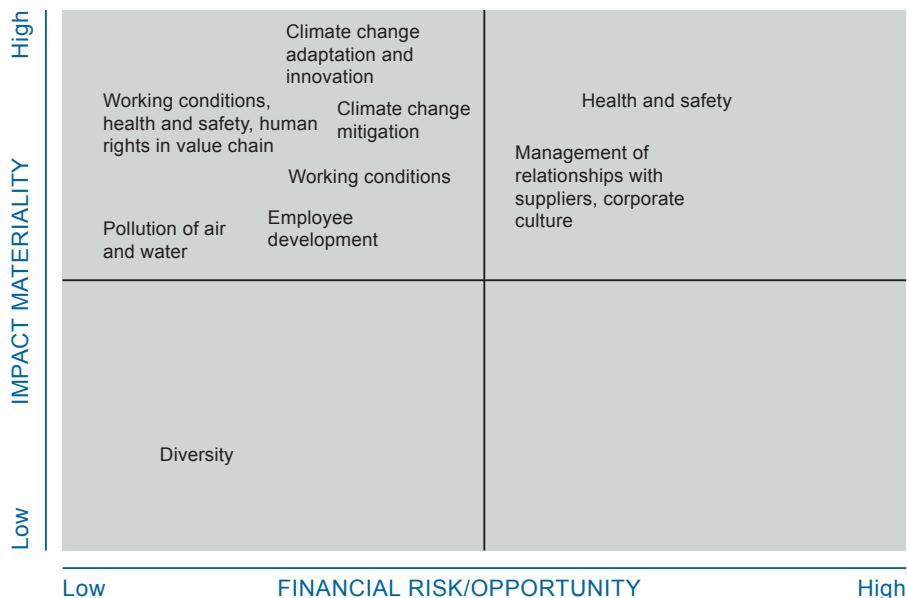 High
IMPACT MATERIALITY
Low
Climate change
adaptation and
innovation
Working conditions,
health and safety, human
rights in value chain
Climate change
mitigation
Working conditions
Pollution of air
and water
Employee
development
Health and safety
Management of
relationships with
suppliers, corporate
culture
Diversity
Low
FINANCIAL RISK/OPPORTUNITY
High